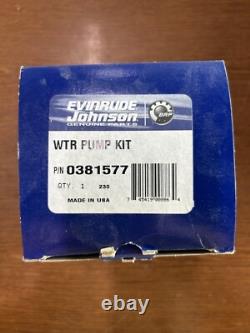 EVINRUDE
Johnson
GENUINE PARTS
BRP
WTR PUMP KIT
P/N 0381577
QTY. 1 230
MADE IN USA